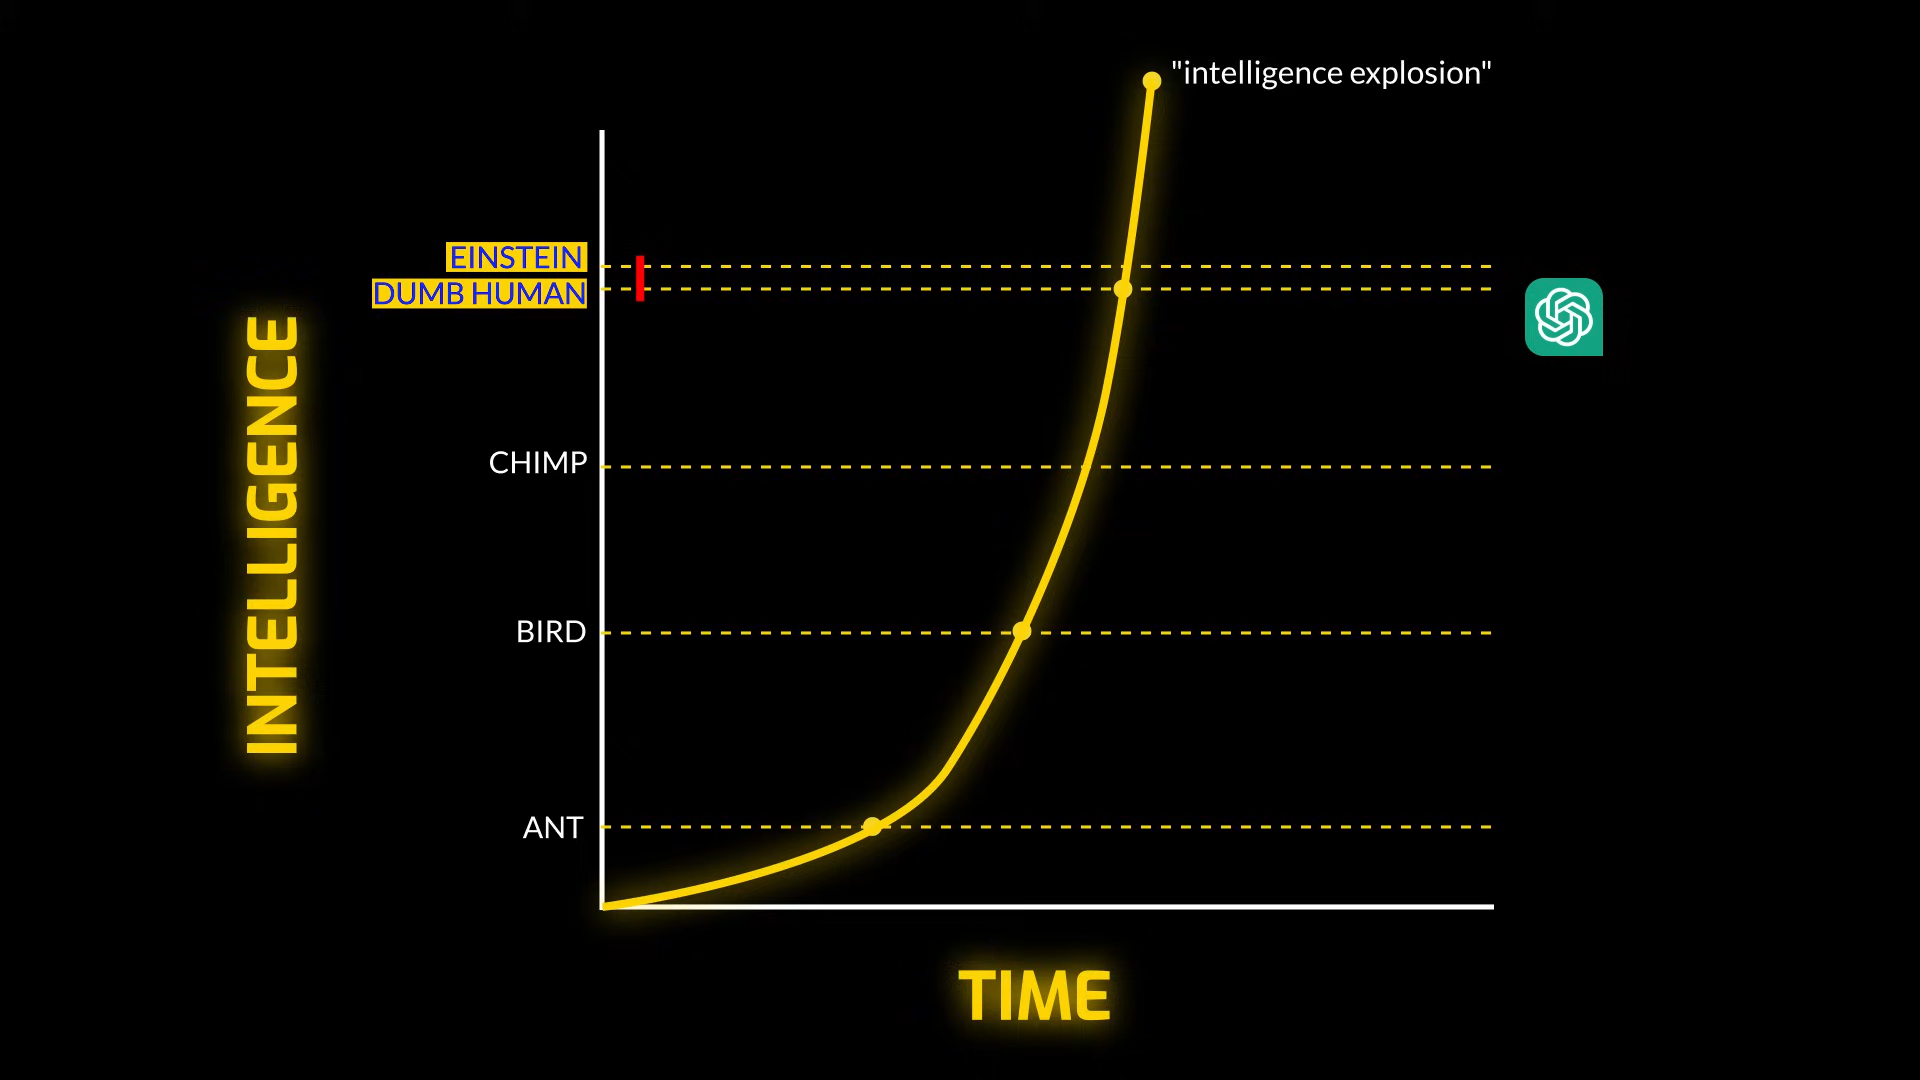 "intelligence explosion"
EINSTEIN
DUMB HUMAN
CHIMP
BIRD
ANT
INTELLIGENCE
TIME